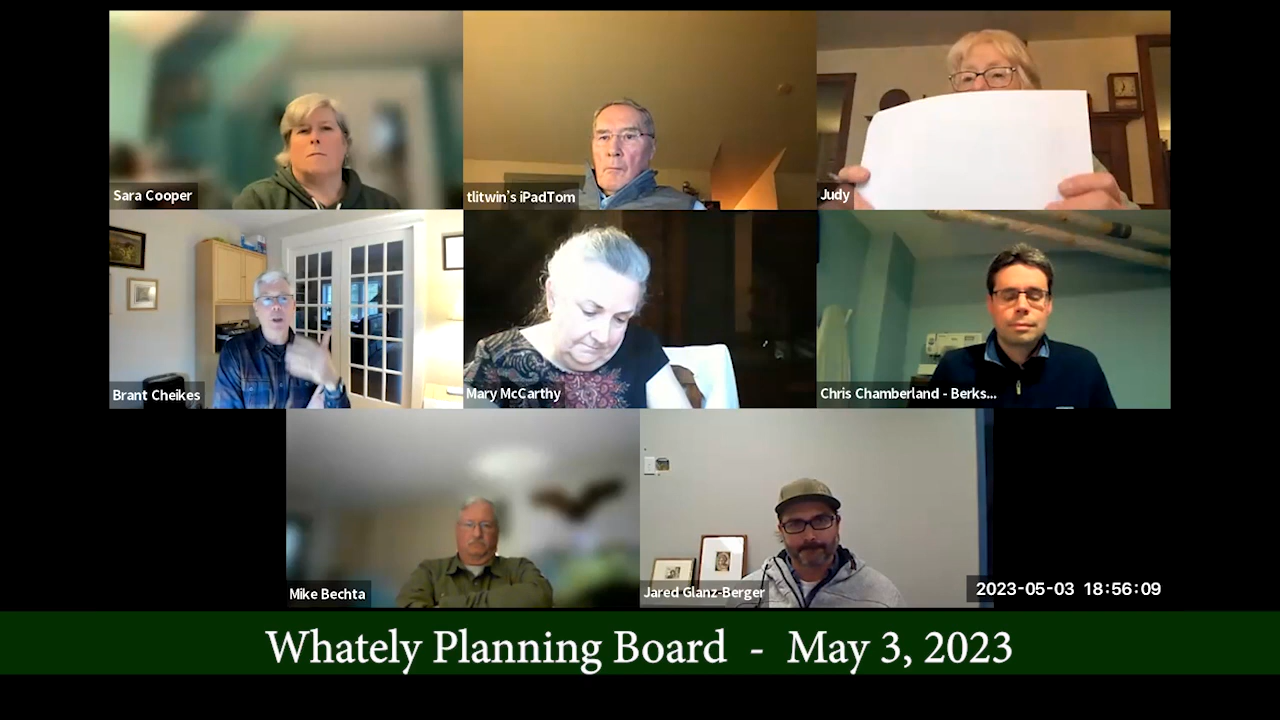 Sara Cooper
tlitwin's iPadTom
Judy
Brant Cheikes
Mary McCarthy
Chris Chamberland - Berks...
Mike Bechta
Jared Glanz-Berger
2023-05-03 18:56:09
Whately Planning Board - May 3, 2023